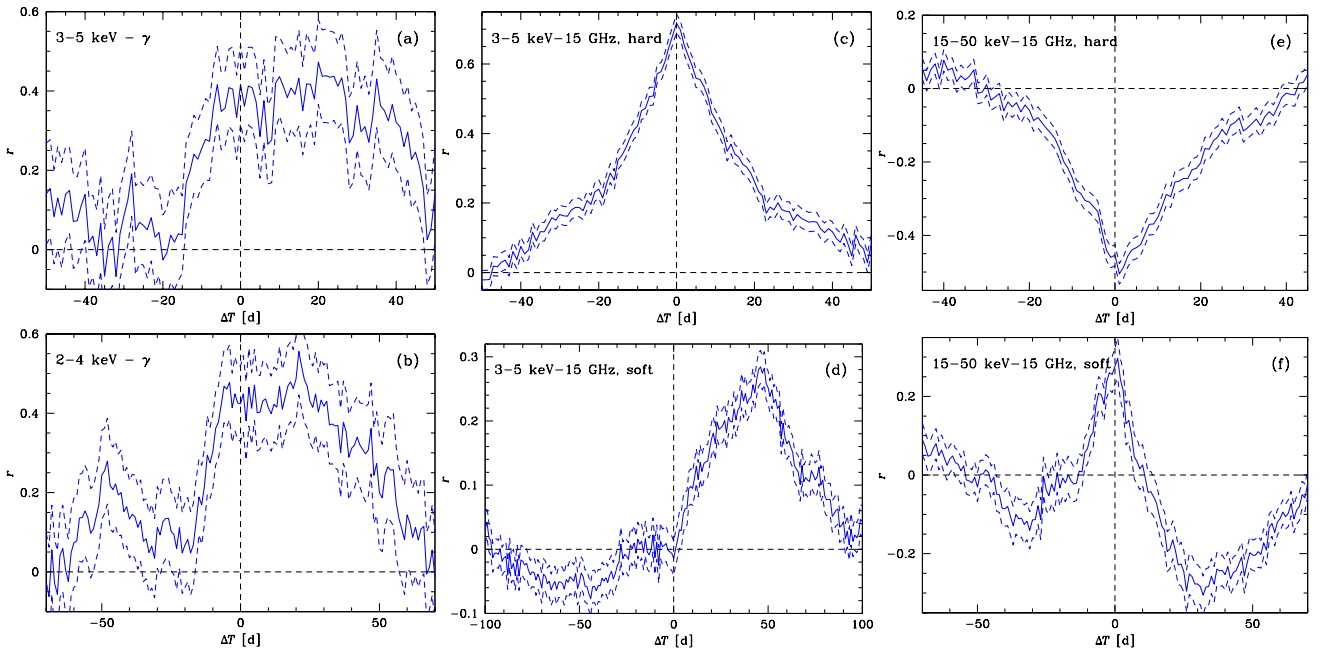 3−5 keV − γ
(a)
0.6
0.4
0.2
0
r
−40
−20
0
20
40
ΔT [d]
3−5 keV−15 GHz, hard
(c)
0.6
0.4
0.2
0
r
−40
−20
0
20
40
ΔT [d]
15−50 keV−15 GHz, hard
(e)
0.2
0
−0.2
−0.4
r
−40
−20
0
20
40
ΔT [d]
2−4 keV − γ
(b)
0.6
0.4
0.2
0
r
−50
0
50
ΔT [d]
3−5 keV−15 GHz, soft
(d)
0.3
0.2
0.1
0
−0.1
r
−100
−50
0
50
100
ΔT [d]
15−50 keV−15 GHz, soft
(f)
0.2
0
−0.2
r
−50
0
50
ΔT [d]